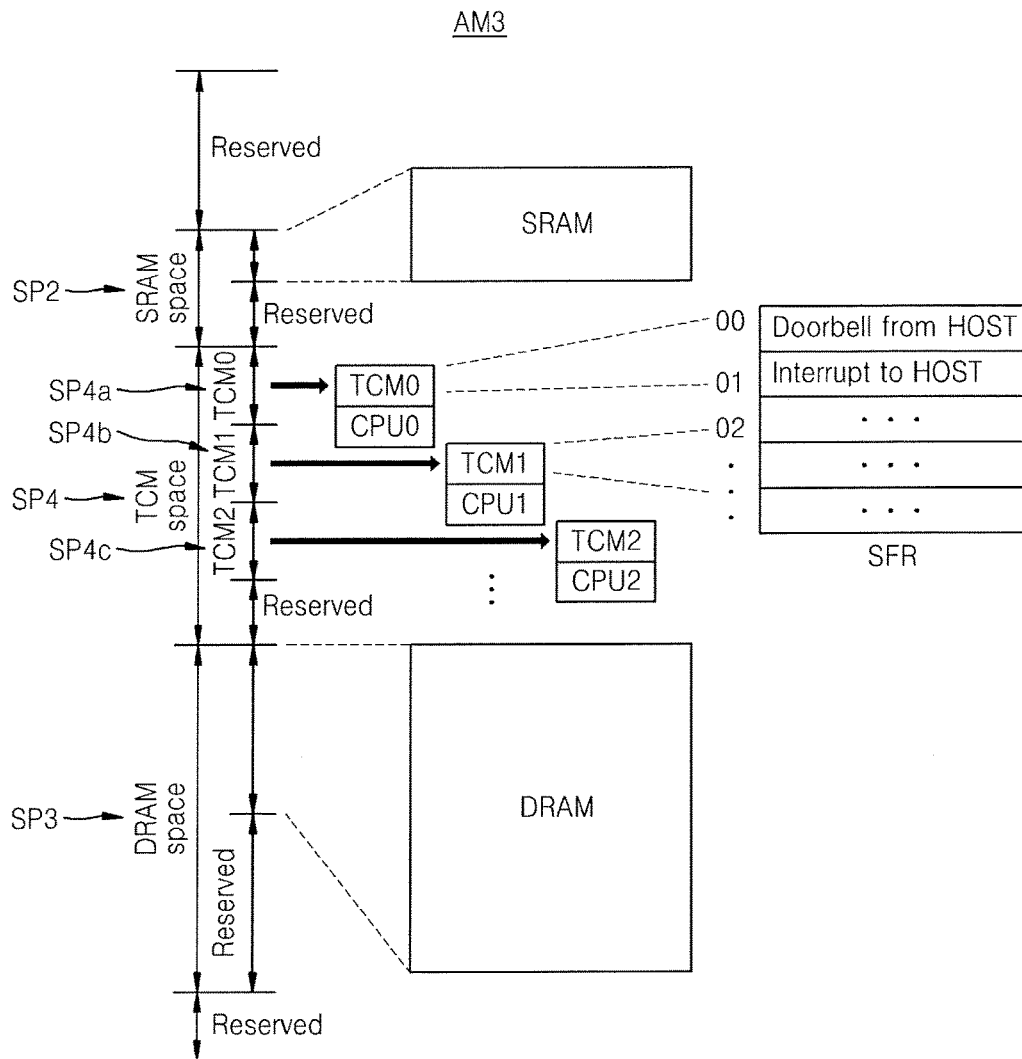 AM3
Reserved
SRAM
SP2
SRAM
space
Reserved
00
Doorbell from HOST
SP4a
TCM0
TCM0
01
Interrupt to HOST
CPU0
SP4b
TCM1
TCM1
02
. . .
SP4
TCM
space
CPU1
. . .
SP4c
TCM2
TCM2
. . .
CPU2
SFR
Reserved
SP3
DRAM
space
DRAM
Reserved
Reserved